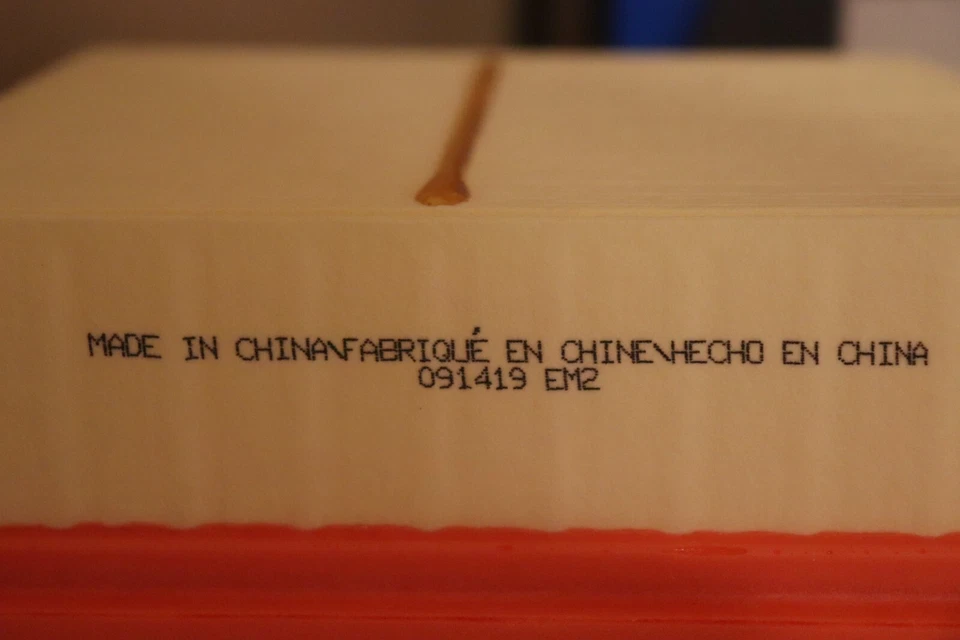 MADE IN CHINA\FABRIQUÉ EN CHINE\HECHO EN CHINA
091419 EM2